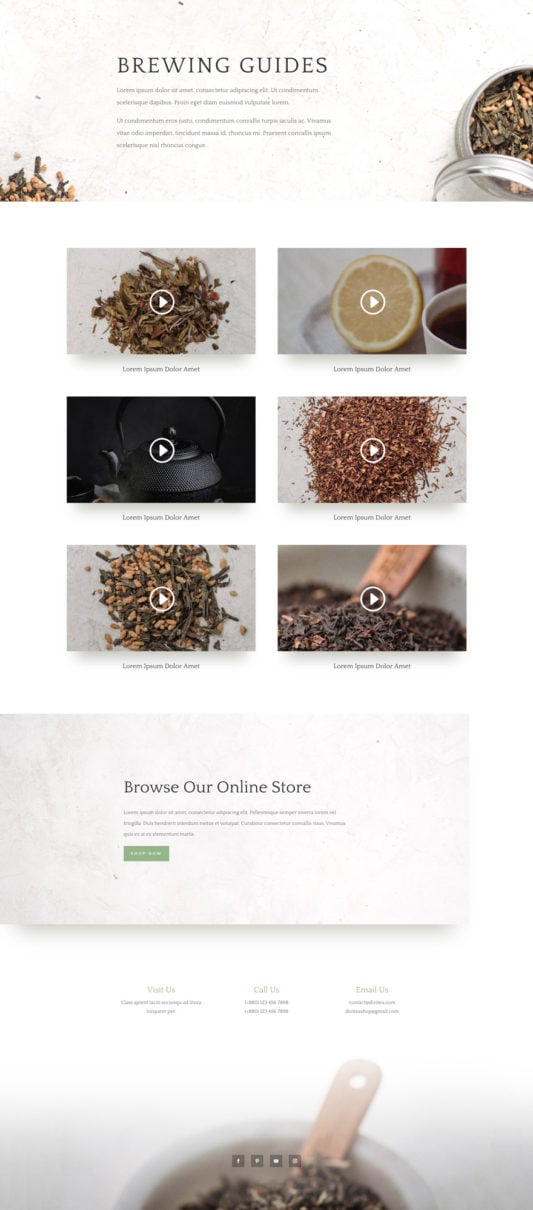 BREWING GUIDES
Lorem ipsum dolor sit amet, consectetur adipiscing elit. Ut condimentum
scelerisque dapibus. Proin eget diam euismod vulputate lorem.
Ut condimentum eros justo, condimentum convallis turpis iaculis ac. Vivamus
vitae odio imperdiet, tincidunt massa id, rhoncus mi. Praesent convallis ipsum
scelerisque nisl rhoncus congue.
Lorem Ipsum Dolor Amet
Lorem Ipsum Dolor Amet
Lorem Ipsum Dolor Amet
Lorem Ipsum Dolor Amet
Lorem Ipsum Dolor Amet
Lorem Ipsum Dolor Amet
Browse Our Online Store
Lorem ipsum dolor sit amet, consectetur adipiscing elit. Pellentesque semper viverra lorem vel
fringilla. Duis hendrerit interdum metus et volutpat. Curabitur consectetur convallis risus. Vivamus
quis ex at ex elementum mattis.
SHOP NOW
Visit Us
Class aptent taciti sociosqu ad litora
torquent per
Call Us
(+880) 123 456 7898
(+880) 123 456 7898
Email Us
contact@divitea.com
diviteashop@gmail.com